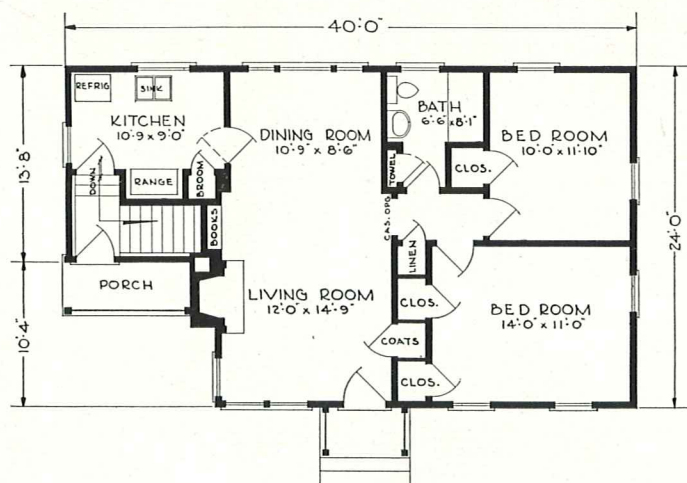 40'-0"
REFRIG
SINK
KITCHEN
10'-9 x 9'-0"
DINING ROOM
10'-9" x 8'-6"
BATH
6'-6" x 8'-1"
BED ROOM
10'-0" x 11'-10"
13'-8"
DOWN
RANGE
BROOM
TOWEL
CLOS.
BOOKS
CAS. OPG
LINEN
24'-0"
PORCH
LIVING ROOM
12'-0" x 14'-9"
CLOS.
BED ROOM
14'-0" x 11'-0"
10'-4"
COATS
CLOS.